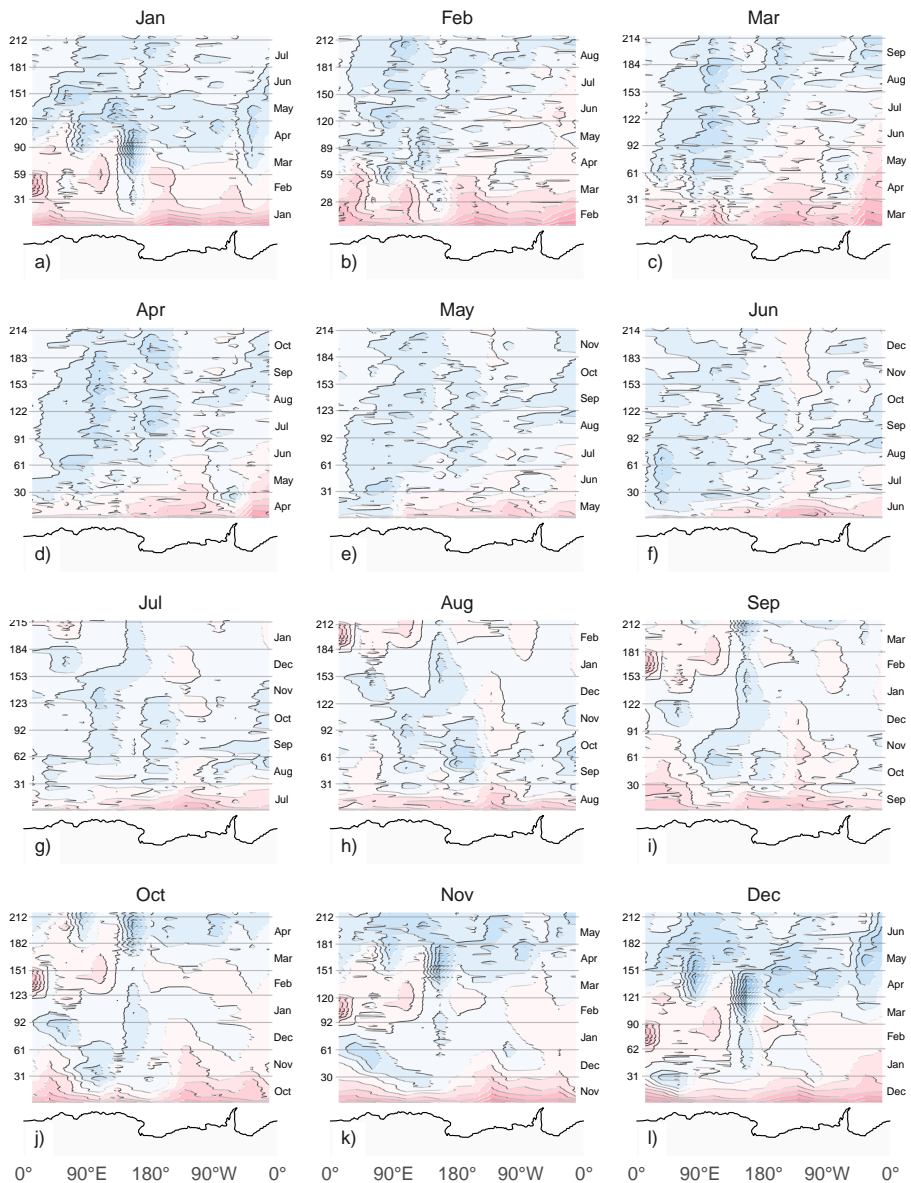 Jan Feb Mar
212 181 151 120 90 59 31
Jul Jun May Apr Mar Feb Jan
212 181 150 120 89 59 28
Aug Jul Jun May Apr Mar Feb
214 184 153 122 92 61 31
Sep Aug Jul Jun May Apr Mar
a) b) c)
Apr May Jun
214 183 153 122 91 61 30
Oct Sep Aug Jul Jun May Apr
214 184 153 123 92 61 31
Nov Oct Sep Aug Jul Jun May
214 183 153 122 92 61 30
Dec Nov Oct Sep Aug Jul Jun
d) e) f)
Jul Aug Sep
215 184 153 123 92 62 31
Jan Dec Nov Oct Sep Aug Jul
212 184 153 122 92 61 31
Feb Jan Dec Nov Oct Sep Aug
212 181 153 122 91 61 30
Mar Feb Jan Dec Nov Oct Sep
g) h) i)
Oct Nov Dec
212 182 151 123 92 61 31
Apr Mar Feb Jan Dec Nov Oct
212 181 151 120 92 61 30
May Apr Mar Feb Jan Dec Nov
212 182 151 121 90 62 31
Jun May Apr Mar Feb Jan Dec
j) k) l)
0° 90°E 180° 90°W 0° 0° 90°E 180° 90°W 0° 0° 90°E 180° 90°W 0°